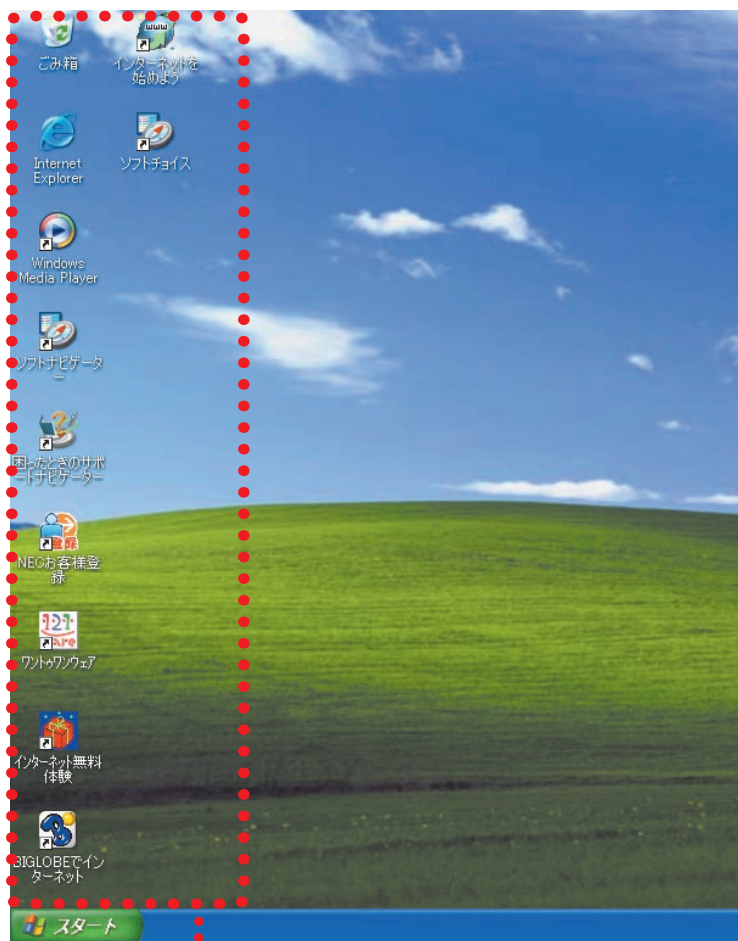 ごみ箱
インターネットを
始めよう
Internet
Explorer
ソフトチョイス
Windows
Media Player
ソフトナビゲータ
ー
困ったときのサポ
ートナビゲーター
登録
NECお客様登
録
121
ware
ワントゥワンウェア
インターネット無料
体験
BIGLOBEでイン
ターネット
スタート